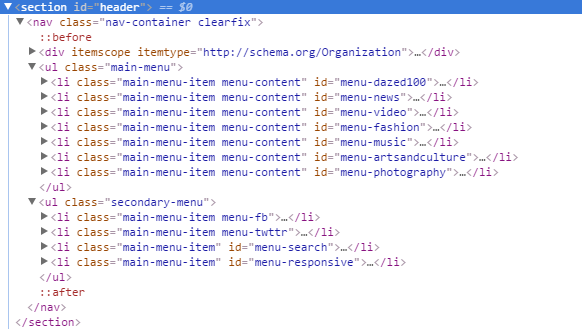 ▼<section id="header"> == $0
▼<nav class="nav-container clearfix">
::before
▶<div itemscope itemtype="http://schema.org/Organization">…</div>
▼<ul class="main-menu">
▶<li class="main-menu-item menu-content" id="menu-dazed100">…</li>
▶<li class="main-menu-item menu-content" id="menu-news">…</li>
▶<li class="main-menu-item menu-content" id="menu-video">…</li>
▶<li class="main-menu-item menu-content" id="menu-fashion">…</li>
▶<li class="main-menu-item menu-content" id="menu-music">…</li>
▶<li class="main-menu-item menu-content" id="menu-artsandculture">…</li>
▶<li class="main-menu-item menu-content" id="menu-photography">…</li>
</ul>
▼<ul class="secondary-menu">
▶<li class="main-menu-item menu-fb">…</li>
▶<li class="main-menu-item menu-twttr">…</li>
▶<li class="main-menu-item" id="menu-search">…</li>
▶<li class="main-menu-item" id="menu-responsive">…</li>
</ul>
::after
</nav>
</section>